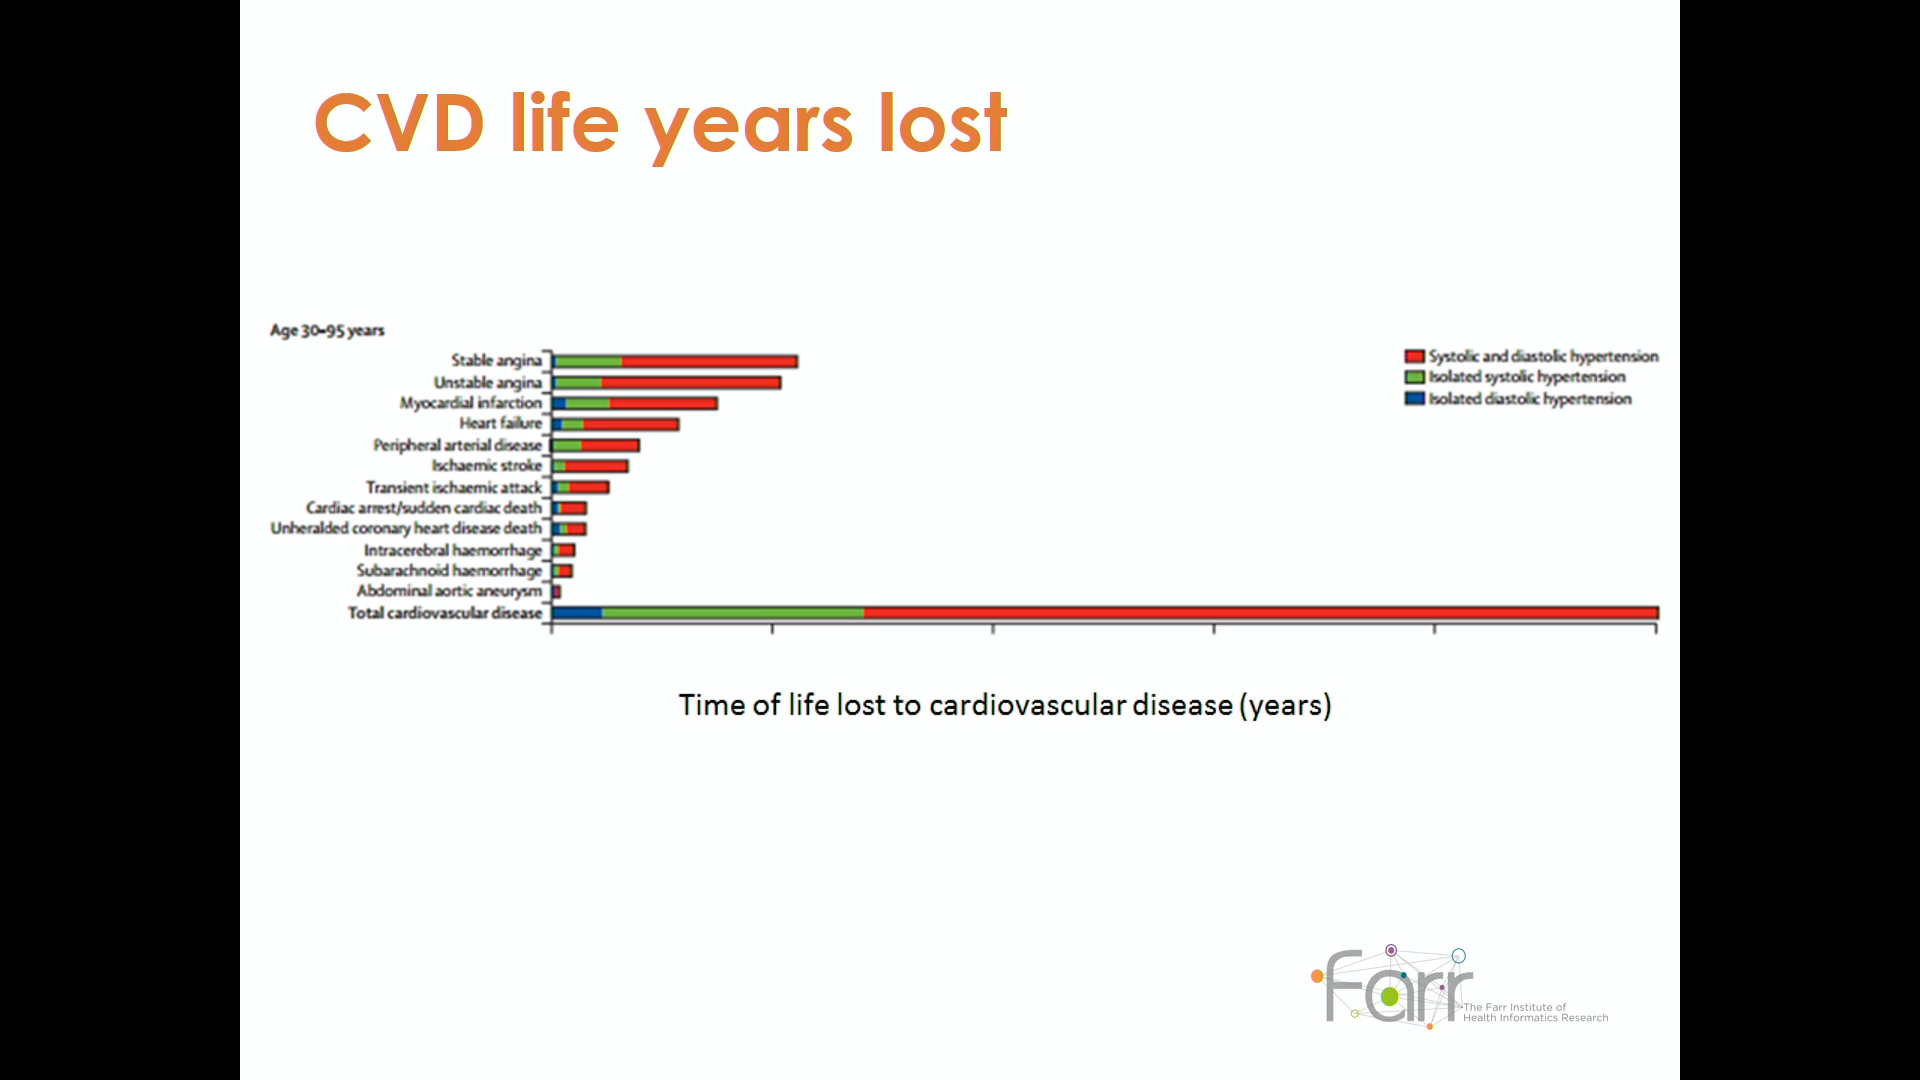 CVD life years lost
Age 30–95 years
Stable angina
Unstable angina
Myocardial infarction
Heart failure
Peripheral arterial disease
Ischaemic stroke
Transient ischaemic attack
Cardiac arrest/sudden cardiac death
Unheralded coronary heart disease death
Intracerebral haemorrhage
Subarachnoid haemorrhage
Abdominal aortic aneurysm
Total cardiovascular disease
Systolic and diastolic hypertension
Isolated systolic hypertension
Isolated diastolic hypertension
Time of life lost to cardiovascular disease (years)
farr
The Farr Institute of
Health Informatics Research